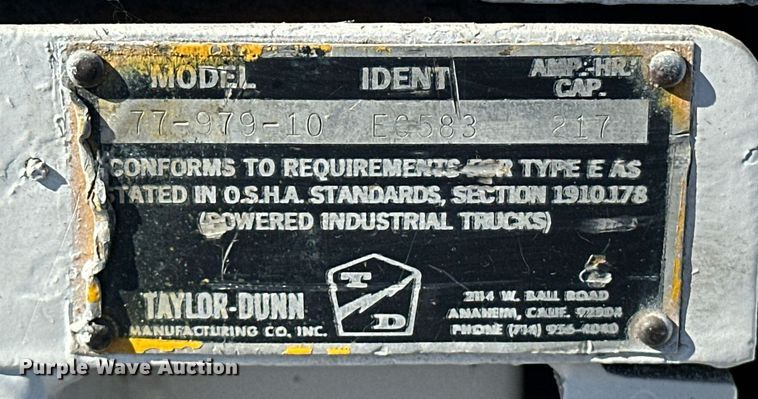 MODEL IDENT AMP.-HR. CAP.
77-979-10 EG583 217
CONFORMS TO REQUIREMENTS FOR TYPE E AS
STATED IN O.S.H.A. STANDARDS, SECTION 1910.178
(POWERED INDUSTRIAL TRUCKS)
T D
TAYLOR-DUNN
MANUFACTURING CO., INC.
2114 W. BALL ROAD
ANAHEIM, CALIF. 92804
PHONE (714) 956-4040
Purple Wave Auction